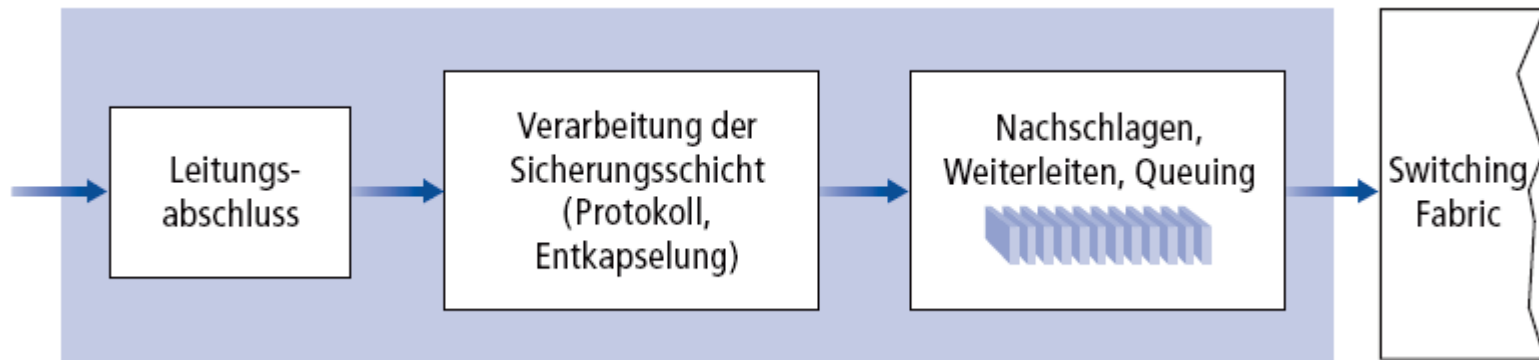 Leitungs-
abschluss
Verarbeitung der
Sicherungsschicht
(Protokoll,
Entkapselung)
Nachschlagen,
Weiterleiten, Queuing
Switching
Fabric